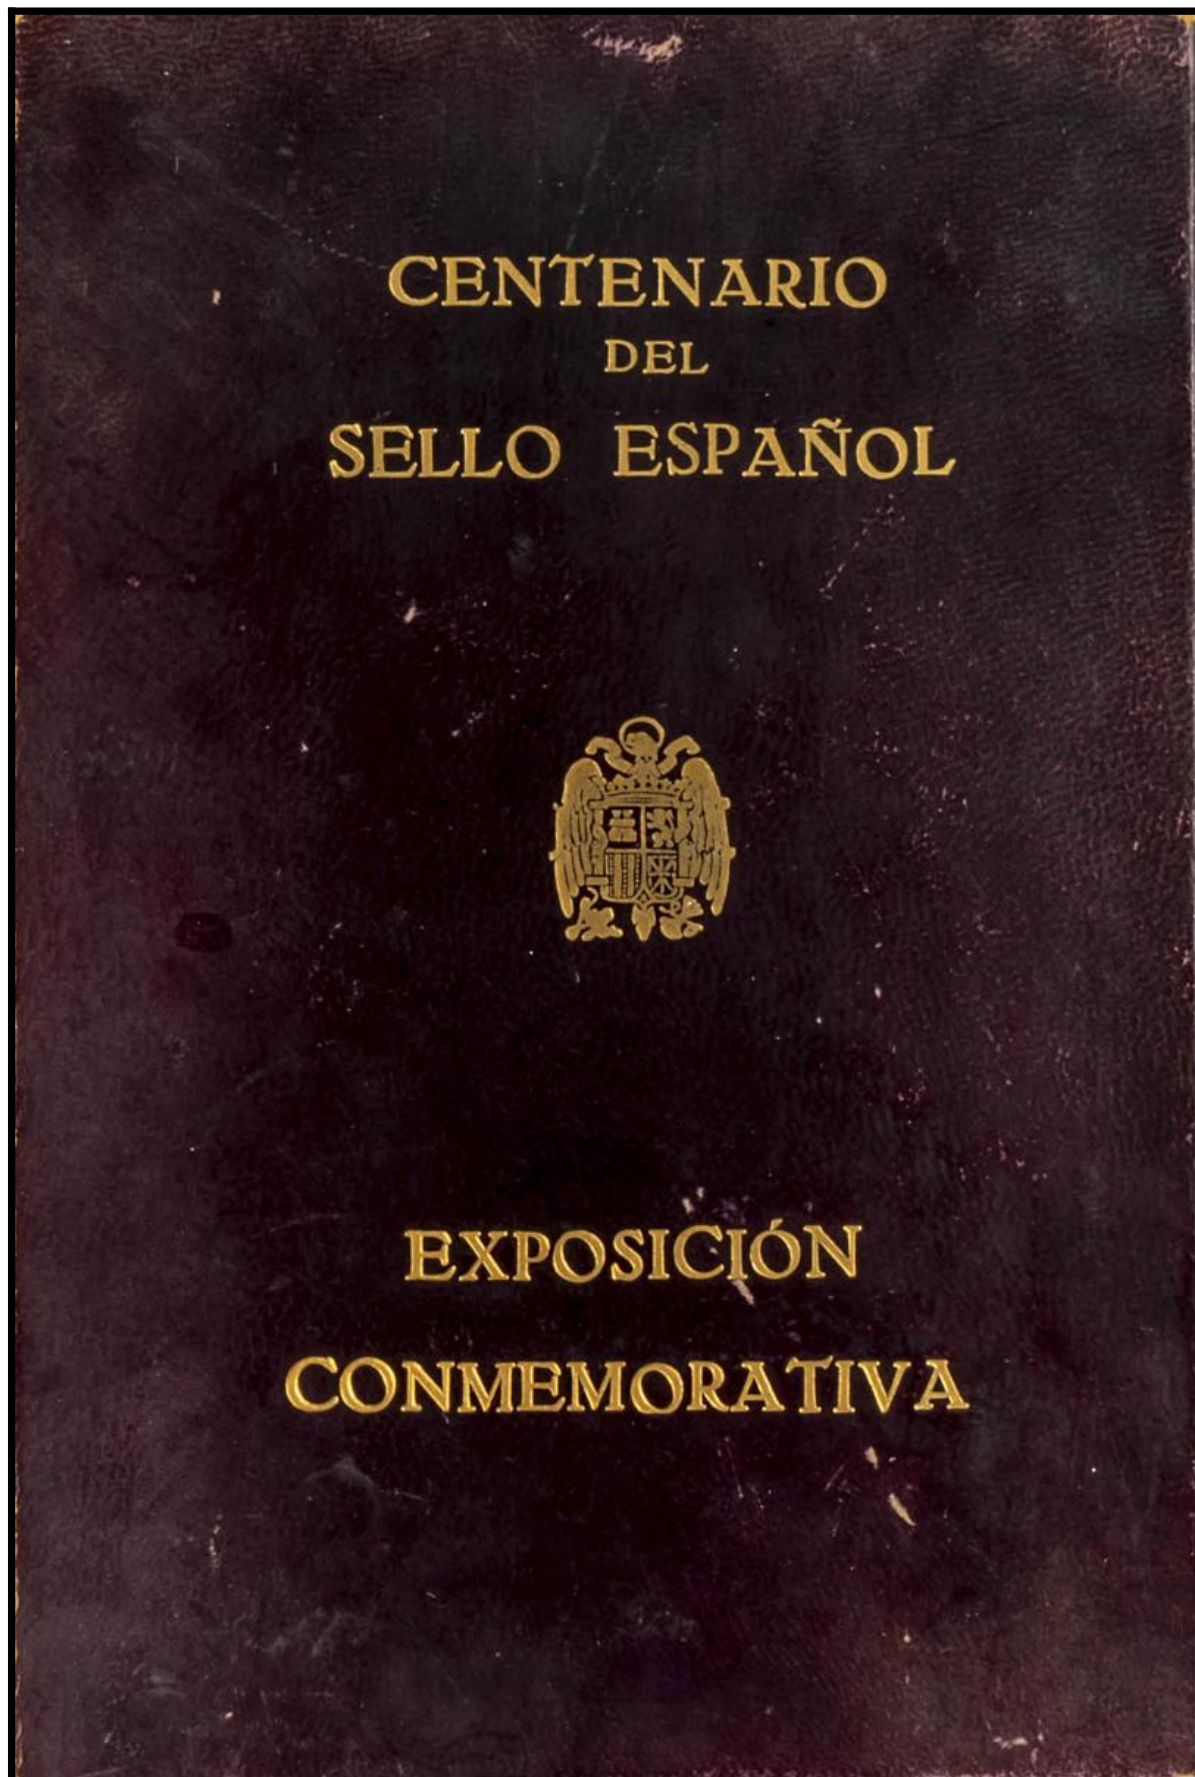 CENTENARIO
DEL
SELLO ESPAÑOL
EXPOSICIÓN
CONMEMORATIVA